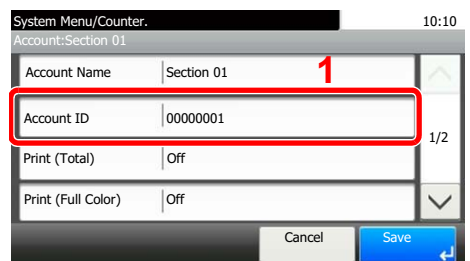 System Menu/Counter. 10:10
Account:Section 01
Account Name Section 01 1
Account ID 00000001
1/2
Print (Total) Off
Print (Full Color) Off
Cancel Save